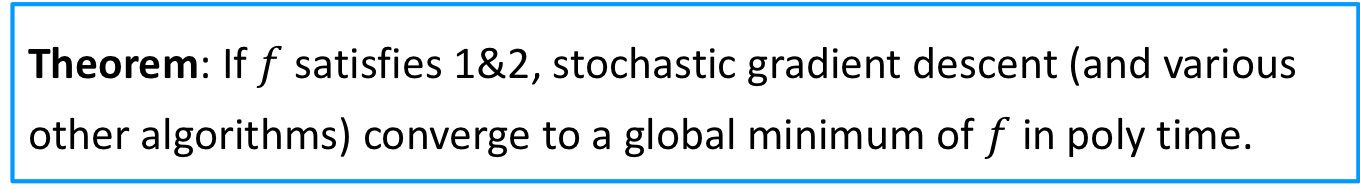 Theorem: If 𝑓 satisfies 1&2, stochastic gradient descent (and various
other algorithms) converge to a global minimum of 𝑓 in poly time.